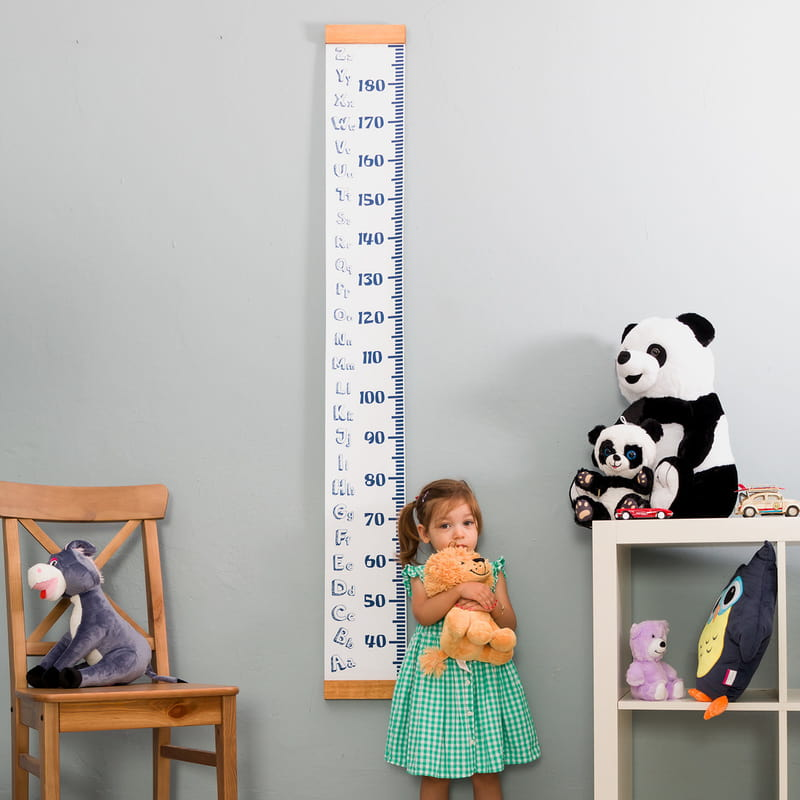 Zz
Yy
180
Xx
Ww 170
Vv
160
Uu
Tt 150
Ss
Rr 140
Qq
130
Pp
Oo 120
Nn
Mm 110
Ll
100
Kk
Jj 90
Ii
80
Hh
Gg 70
Ff
Ee 60
Dd
50
Cc
Bb 40
Aa